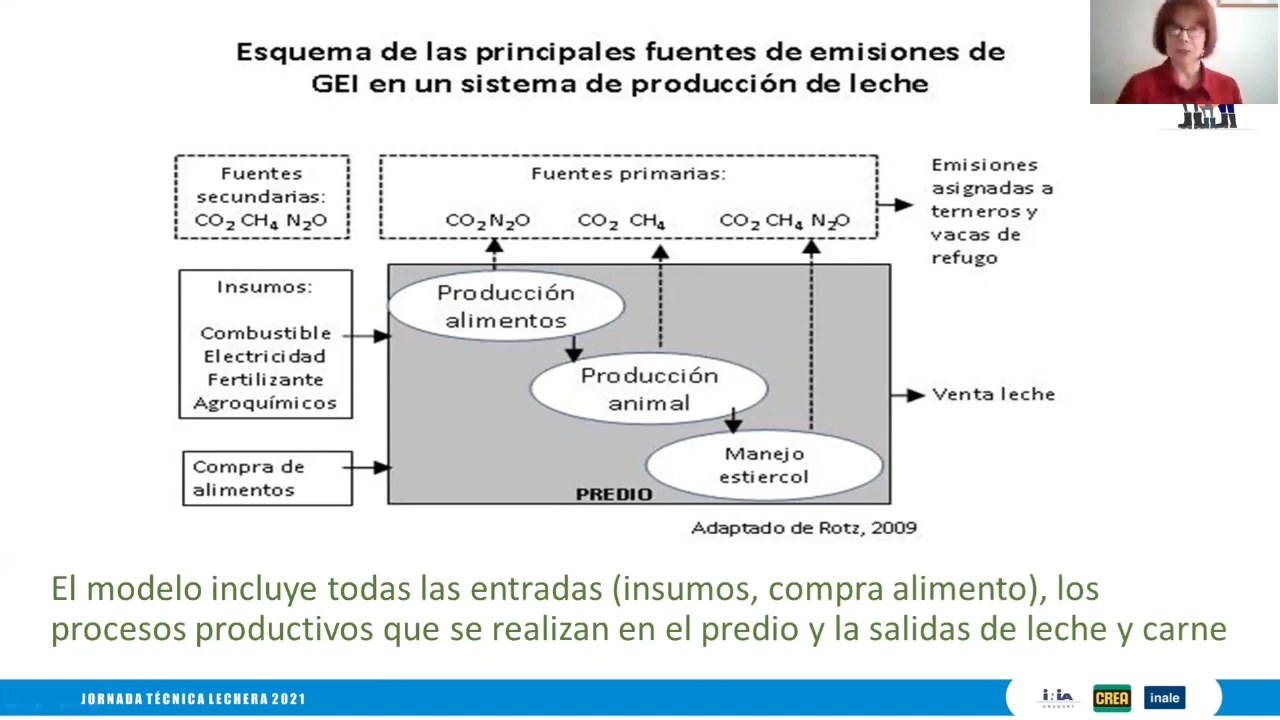 Esquema de las principales fuentes de emisiones de
GEI en un sistema de producción de leche
Fuentes
secundarias:
CO₂ CH₄ N₂O
Fuentes primarias:
CO₂N₂O
CO₂ CH₄
CO₂ CH₄ N₂O
Emisiones
asignadas a
terneros y
vacas de
refugo
Insumos:
Combustible
Electricidad
Fertilizante
Agroquímicos
Compra de
alimentos
Producción
alimentos
Producción
animal
Manejo
estiercol
PREDIO
Venta leche
Adaptado de Rotz, 2009
El modelo incluye todas las entradas (insumos, compra alimento), los
procesos productivos que se realizan en el predio y la salidas de leche y carne
JORNADA TÉCNICA LECHERA 2021
inia
URUGUAY
CREA
inale